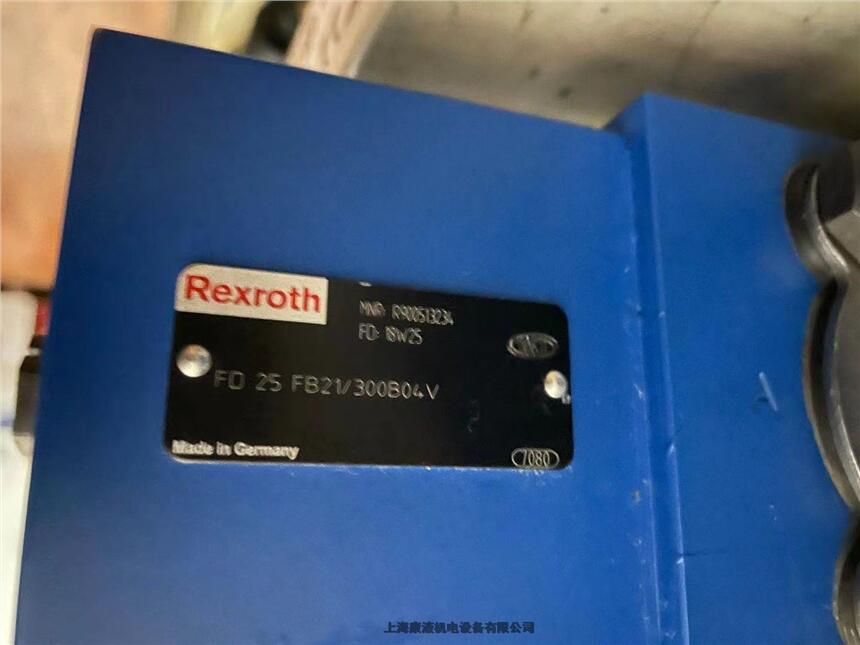 Rexroth
MNR: R900513234
FD: 18W25
FD 25 FB21/300B04V
Made in Germany
7080
上海康液机电设备有限公司